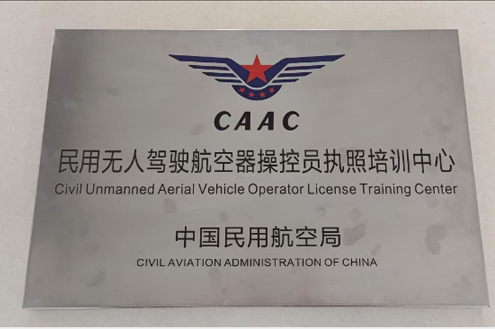 CAAC
民用无人驾驶航空器操控员执照培训中心
Civil Unmanned Aerial Vehicle Operator License Training Center
中国民用航空局
CIVIL AVIATION ADMINISTRATION OF CHINA